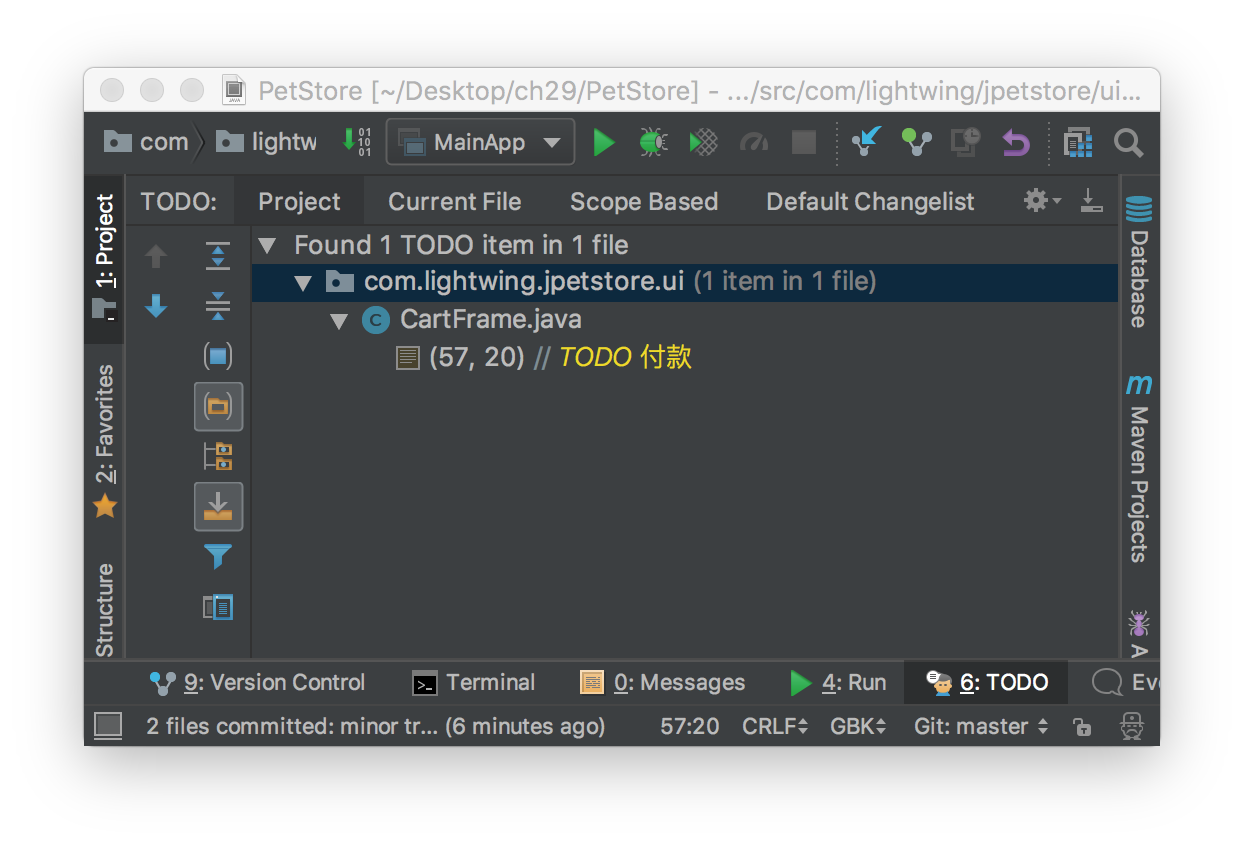 PetStore [~/Desktop/ch29/PetStore] - .../src/com/lightwing/jpetstore/ui...
com lightw MainApp
TODO: Project Current File Scope Based Default Changelist
1: Project
2: Favorites
Structure
Found 1 TODO item in 1 file
com.lightwing.jpetstore.ui (1 item in 1 file)
CartFrame.java
(57, 20) // TODO 付款
Database
Maven Projects
A
9: Version Control Terminal 0: Messages 4: Run 6: TODO Eve
2 files committed: minor tr... (6 minutes ago) 57:20 CRLF GBK Git: master